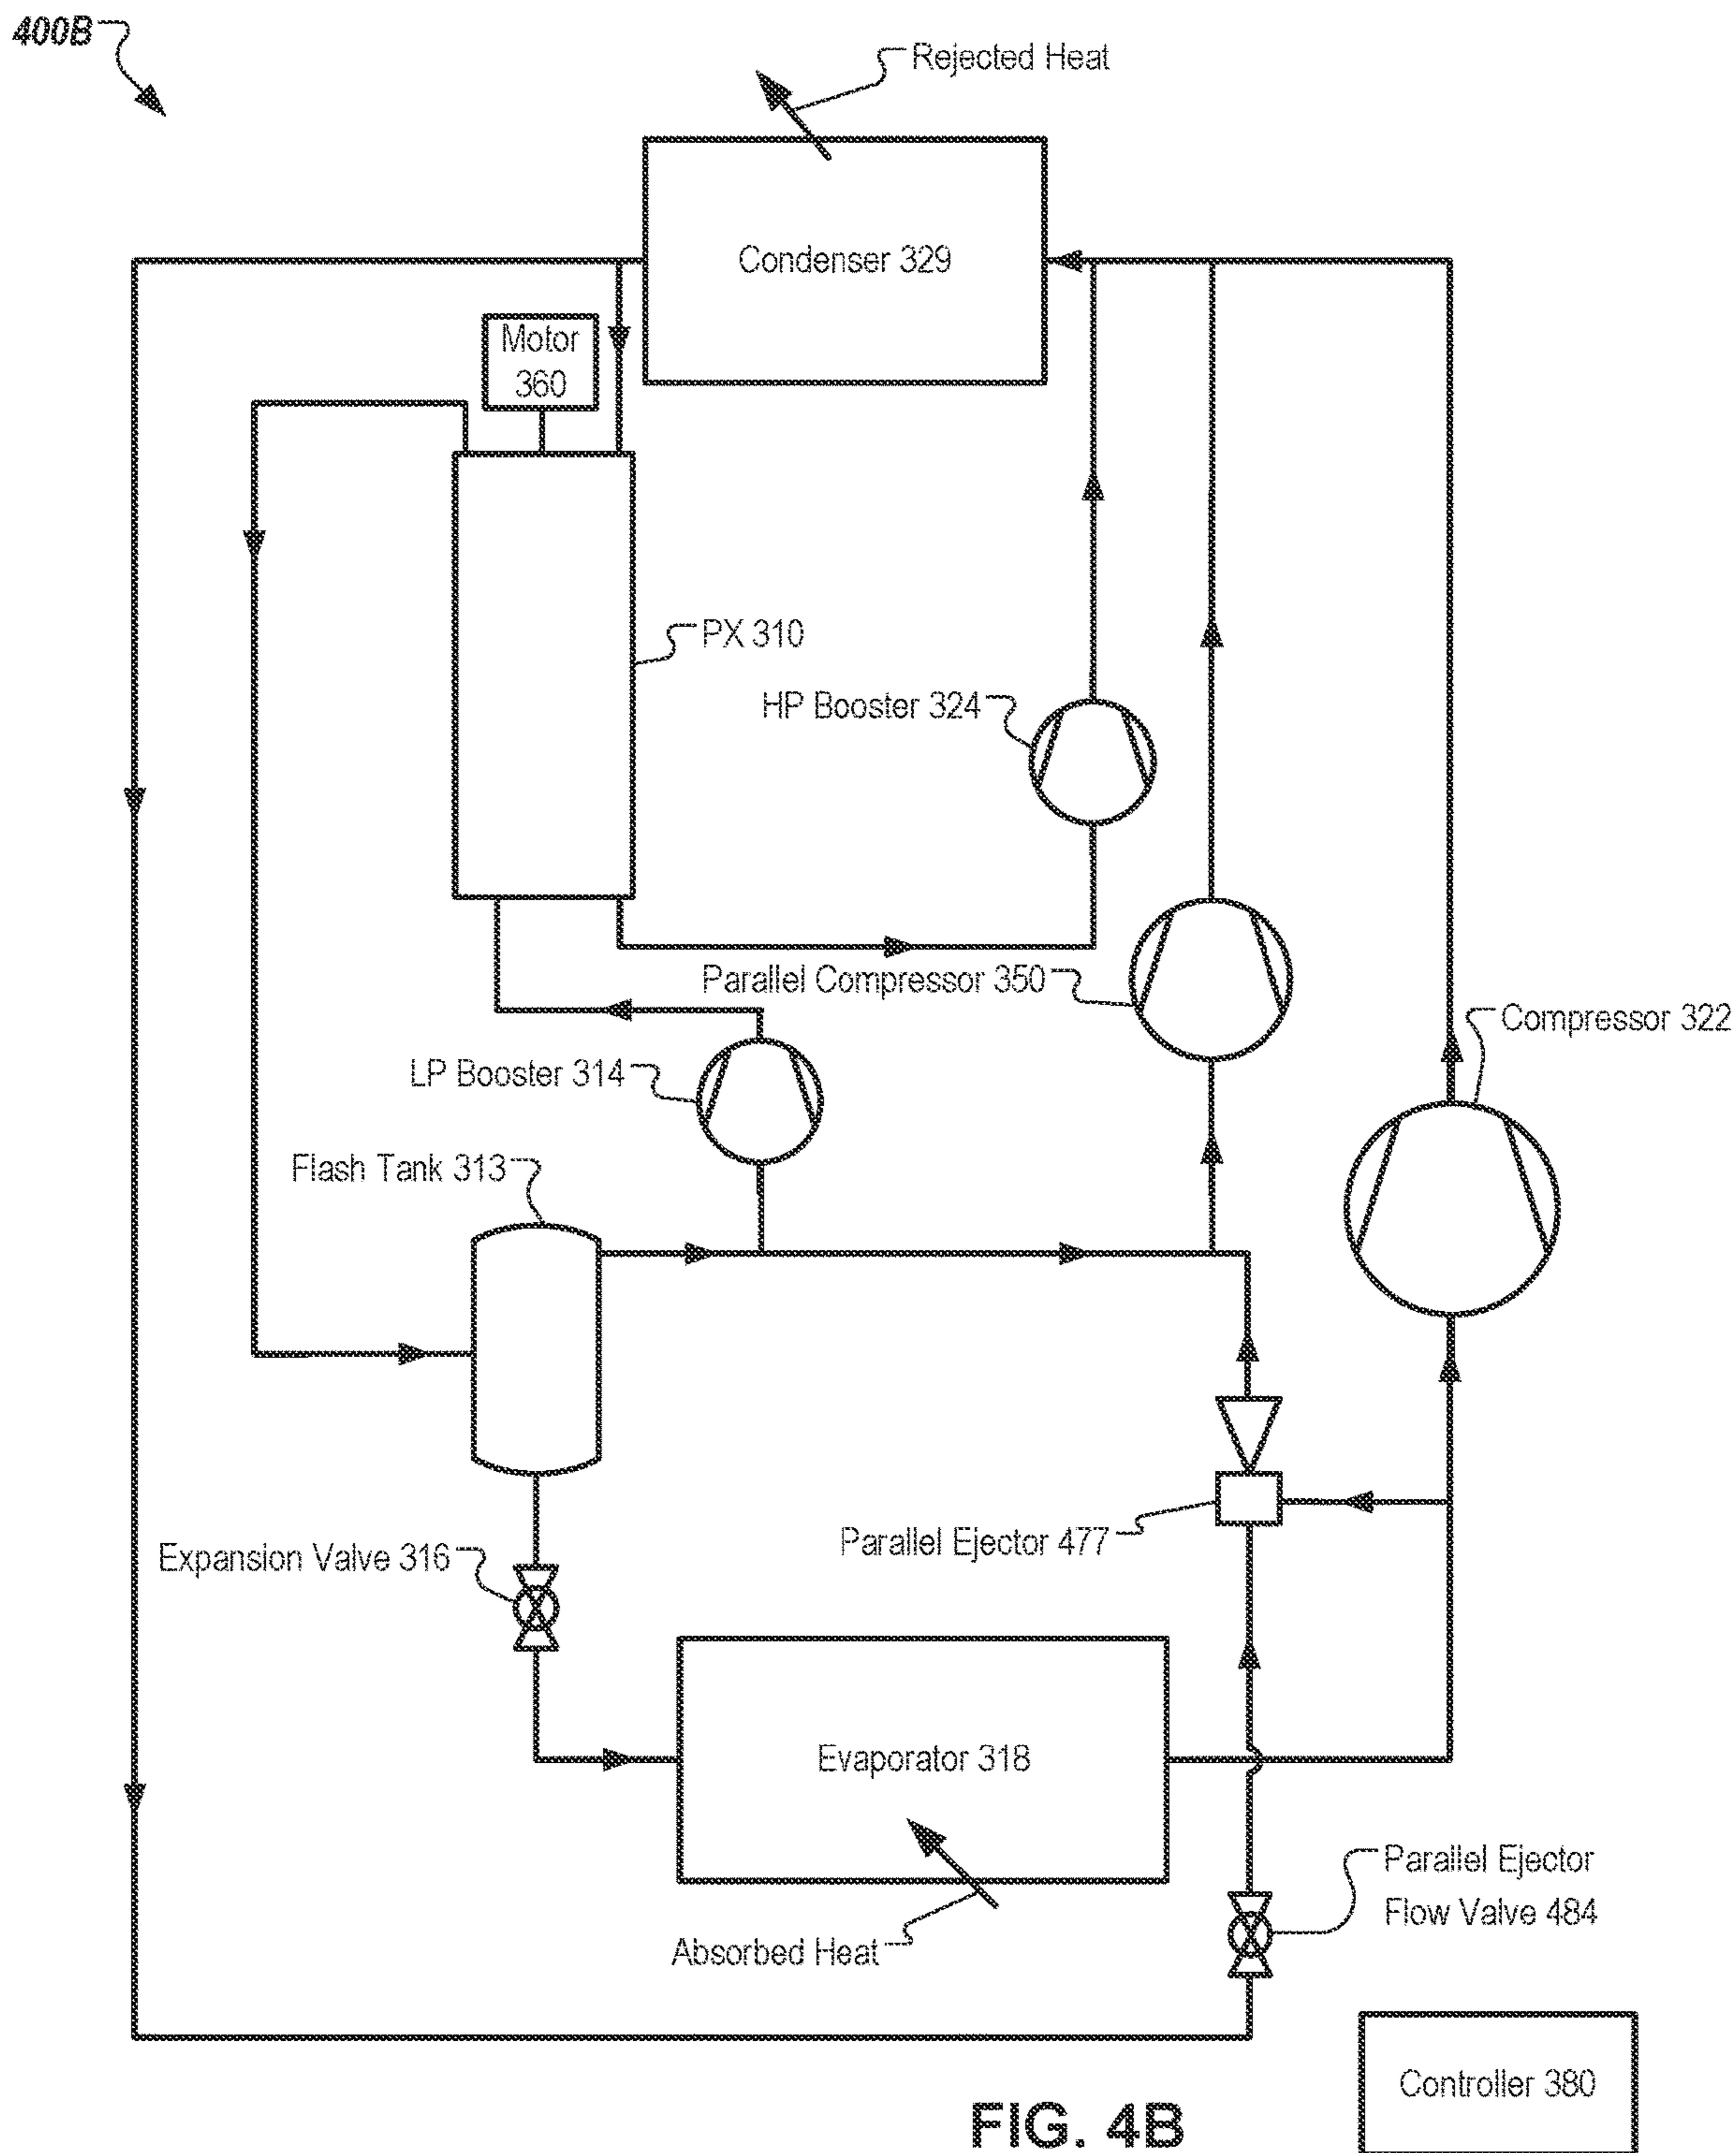 400B
Rejected Heat
Condenser 329
Motor
360
PX 310
HP Booster 324
Parallel Compressor 350
Compressor 322
LP Booster 314
Flash Tank 313
Parallel Ejector 477
Expansion Valve 316
Evaporator 318
Parallel Ejector
Flow Valve 484
Absorbed Heat
Controller 380
FIG. 4B